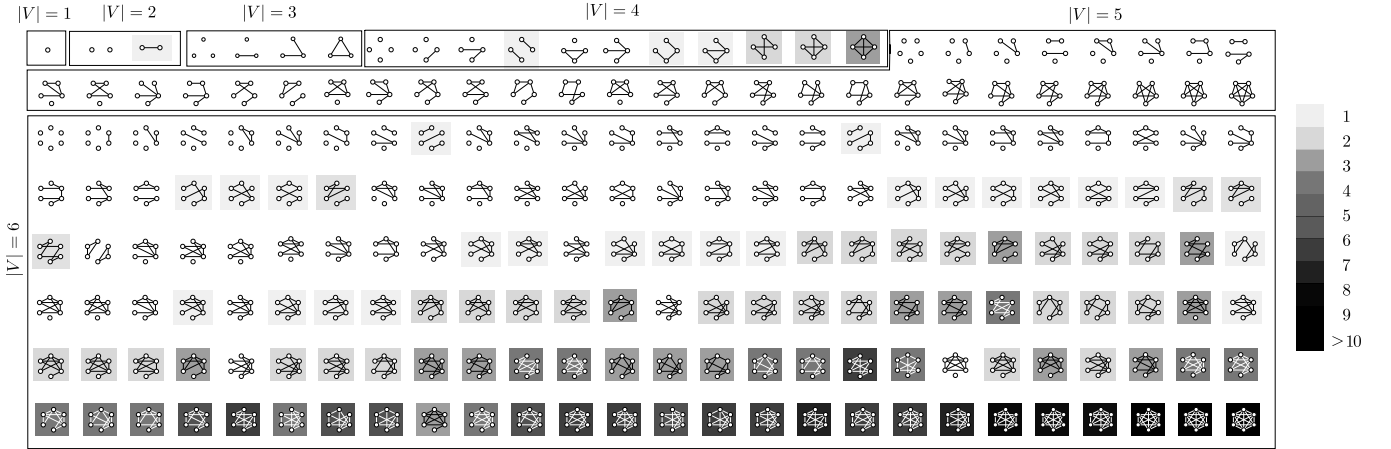 |V| = 1
|V| = 2
|V| = 3
|V| = 4
|V| = 5
|V| = 6
1
2
3
4
5
6
7
8
9
>10